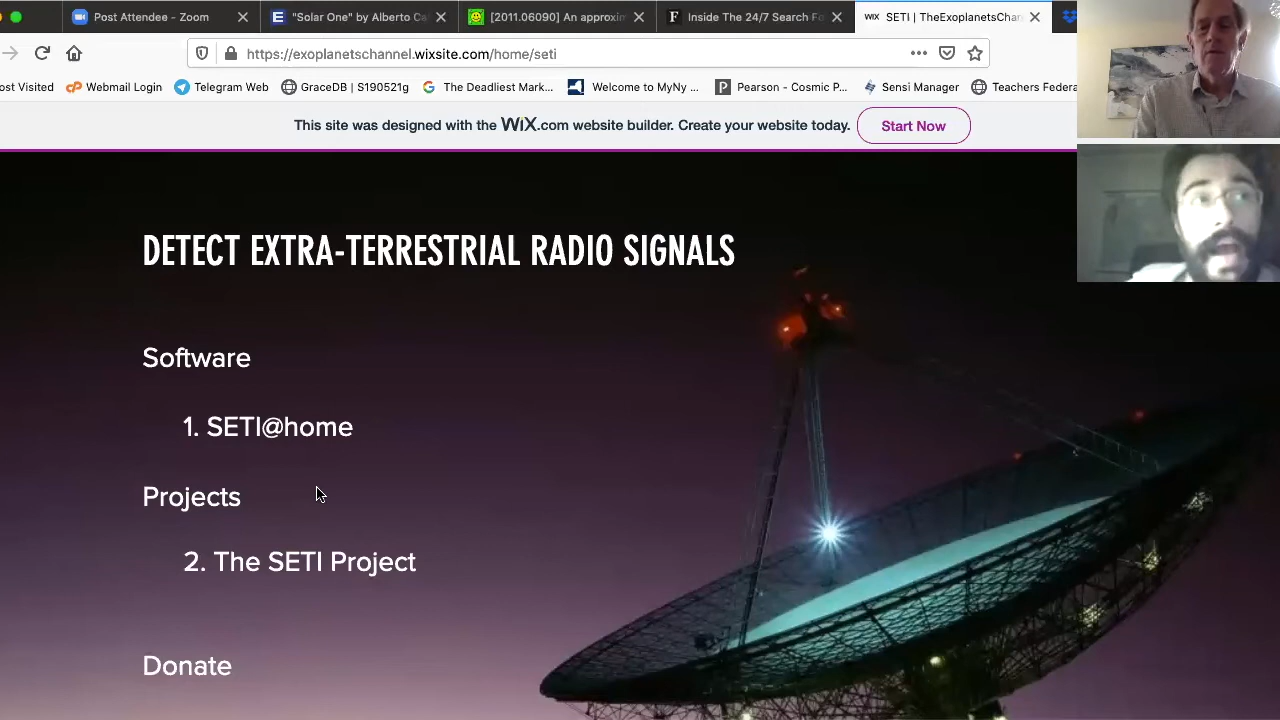 Post Attendee - Zoom
"Solar One" by Alberto Ca
[2011.06090] An approxim
Inside The 24/7 Search Fo
WiX SETI | TheExoplanetsChan
https://exoplanetschannel.wixsite.com/home/seti
ost Visited
Webmail Login
Telegram Web
GraceDB | S190521g
The Deadliest Mark...
Welcome to MyNy ...
Pearson - Cosmic P...
Sensi Manager
Teachers Federa
This site was designed with the WiX.com website builder. Create your website today.
Start Now
DETECT EXTRA-TERRESTRIAL RADIO SIGNALS
Software
1. SETI@home
Projects
2. The SETI Project
Donate